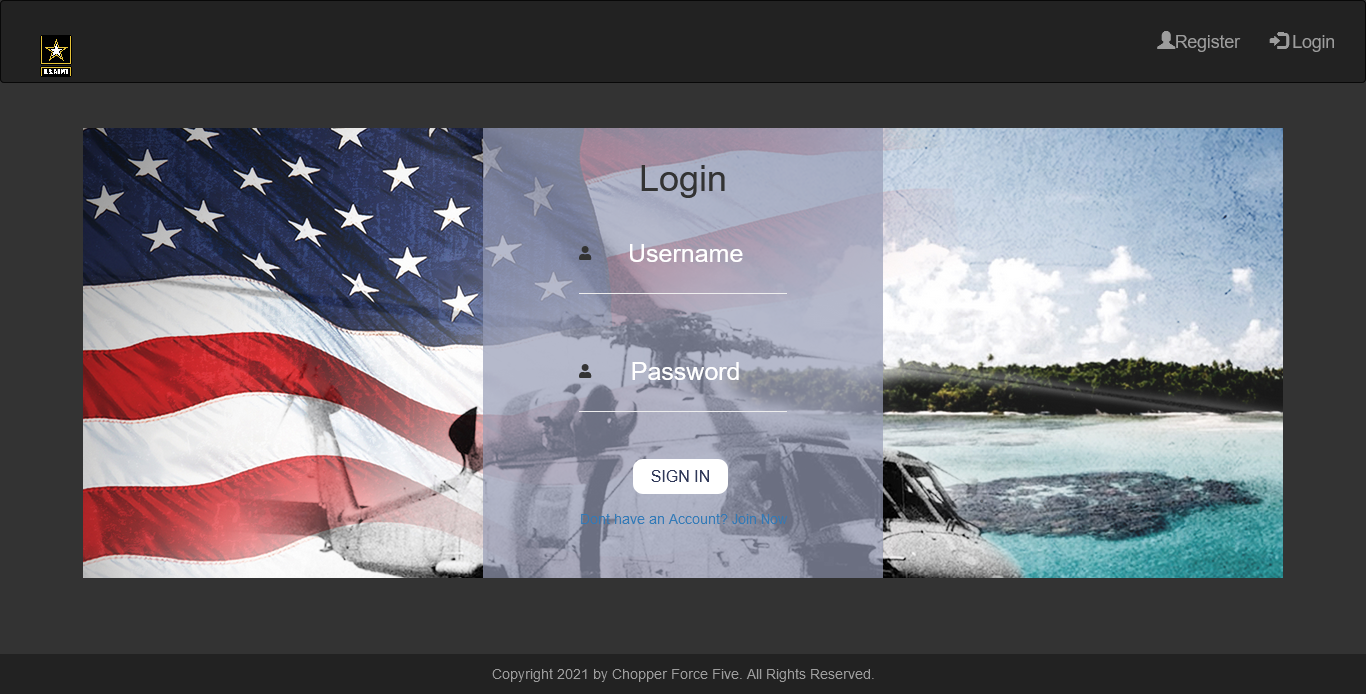 U.S.ARMY
Register
Login
Login
Username
Password
SIGN IN
Dont have an Account? Join Now
Copyright 2021 by Chopper Force Five. All Rights Reserved.